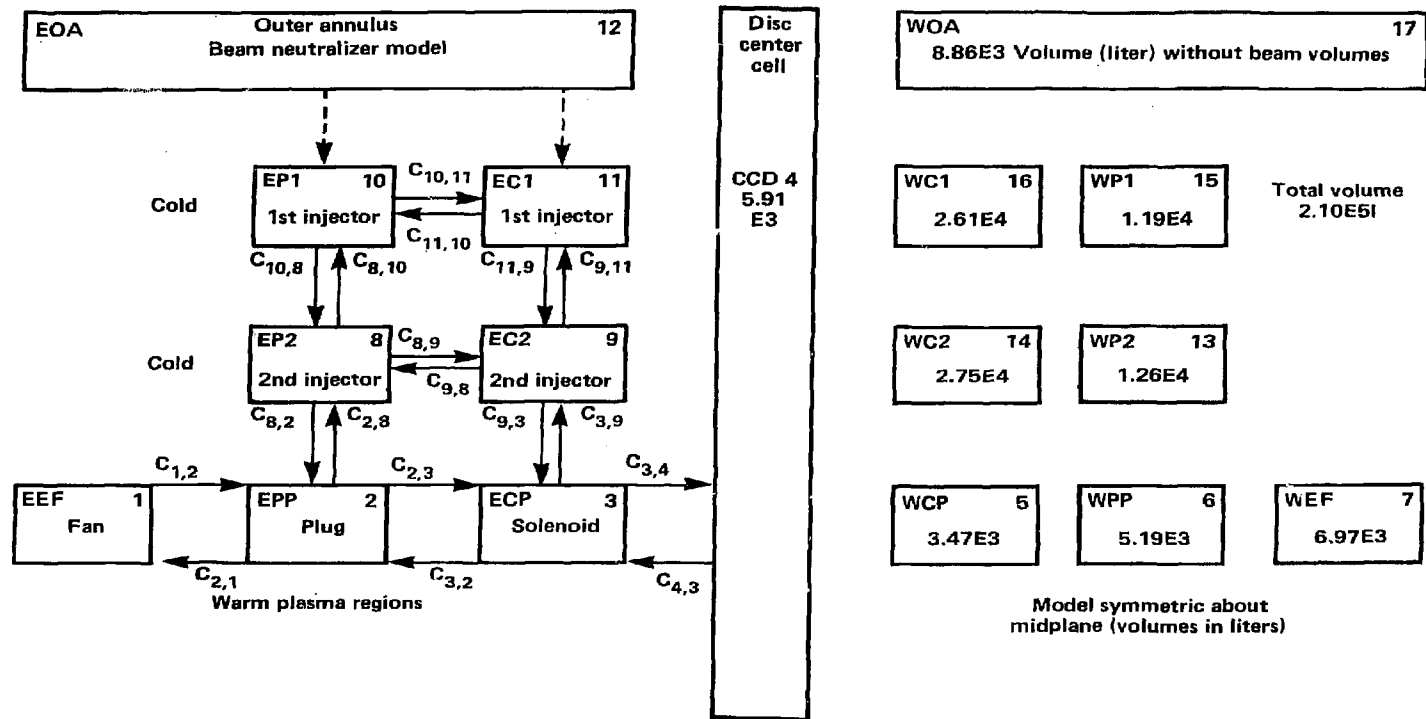 EOA
Outer annulus
12
Beam neutralizer model
Disc
center
cell
WOA
17
8.86E3 Volume (liter) without beam volumes
Cold
EP1 10
1st injector
C10,11
C11,10
EC1 11
1st injector
CCD 4
5.91
E3
WC1 16
2.61E4
WP1 15
1.19E4
Total volume
2.10E5l
C10,8
C8,10
C11,9
C9,11
Cold
EP2 8
2nd injector
C8,9
C9,8
EC2 9
2nd injector
WC2 14
2.75E4
WP2 13
1.26E4
C8,2
C2,8
C9,3
C3,9
C1,2
C2,3
C3,4
EEF 1
Fan
EPP 2
Plug
ECP 3
Solenoid
WCP 5
3.47E3
WPP 6
5.19E3
WEF 7
6.97E3
C2,1
C3,2
C4,3
Warm plasma regions
Model symmetric about
midplane (volumes in liters)